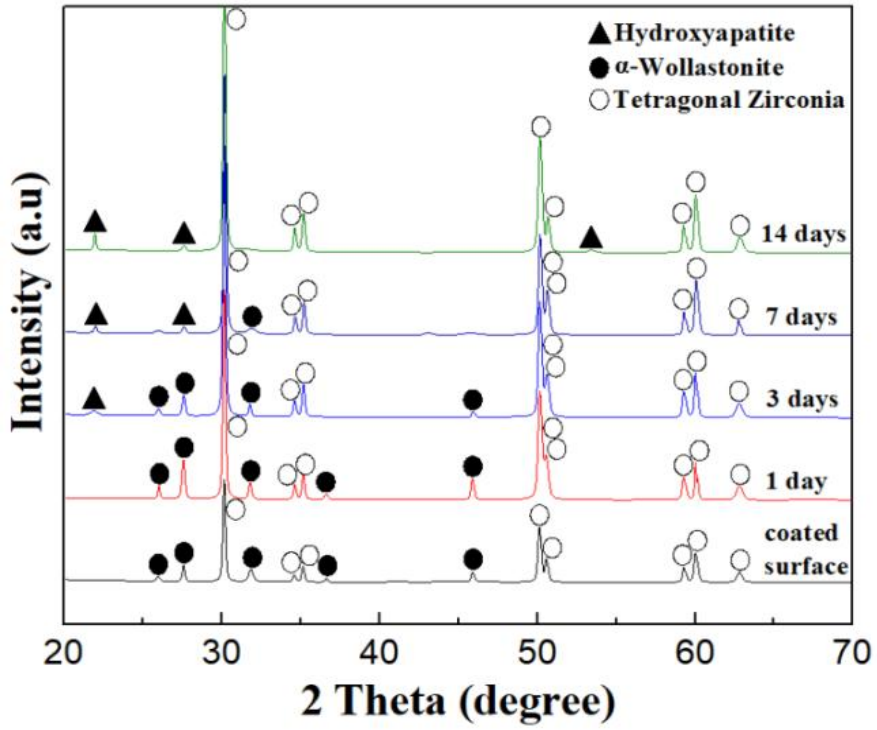 Hydroxyapatite
α-Wollastonite
Tetragonal Zirconia
Intensity (a.u)
14 days
7 days
3 days
1 day
coated
surface
20 30 40 50 60 70
2 Theta (degree)